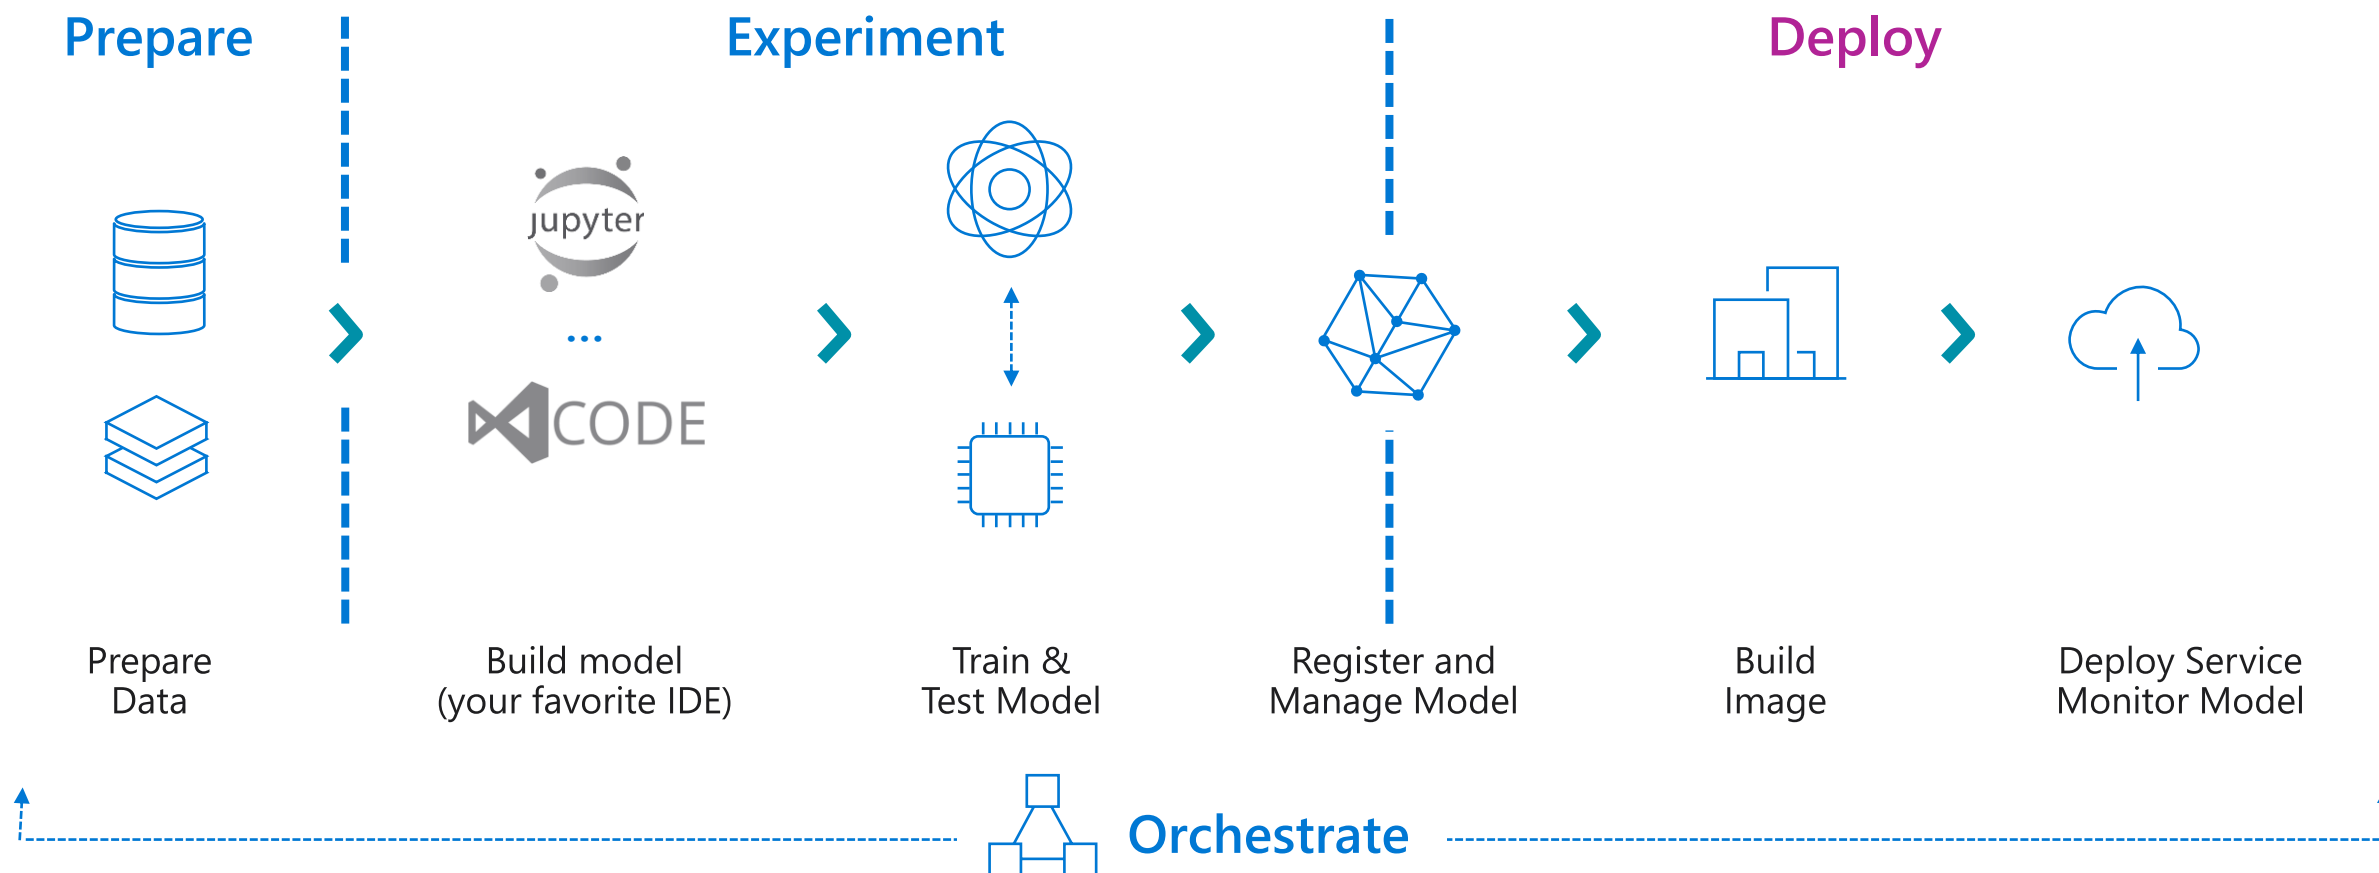 Prepare
Experiment
Deploy
jupyter
...
CODE
Prepare
Data
Build model
(your favorite IDE)
Train &
Test Model
Register and
Manage Model
Build
Image
Deploy Service
Monitor Model
Orchestrate